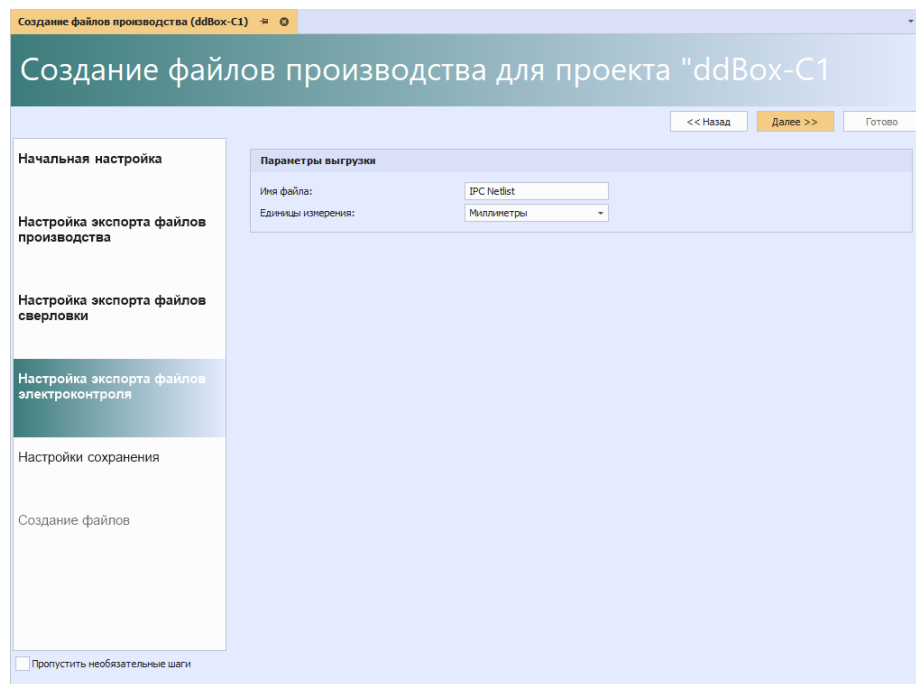 Создание файлов производства (ddBox-C1)
Создание файлов производства для проекта "ddBox-C1
<< Назад
Далее >>
Готово
Начальная настройка
Настройка экспорта файлов
производства
Настройка экспорта файлов
сверловки
Настройка экспорта файлов
электроконтроля
Настройки сохранения
Создание файлов
Пропустить необязательные шаги
Параметры выгрузки
Имя файла:
IPC Netlist
Единицы измерения:
Миллиметры